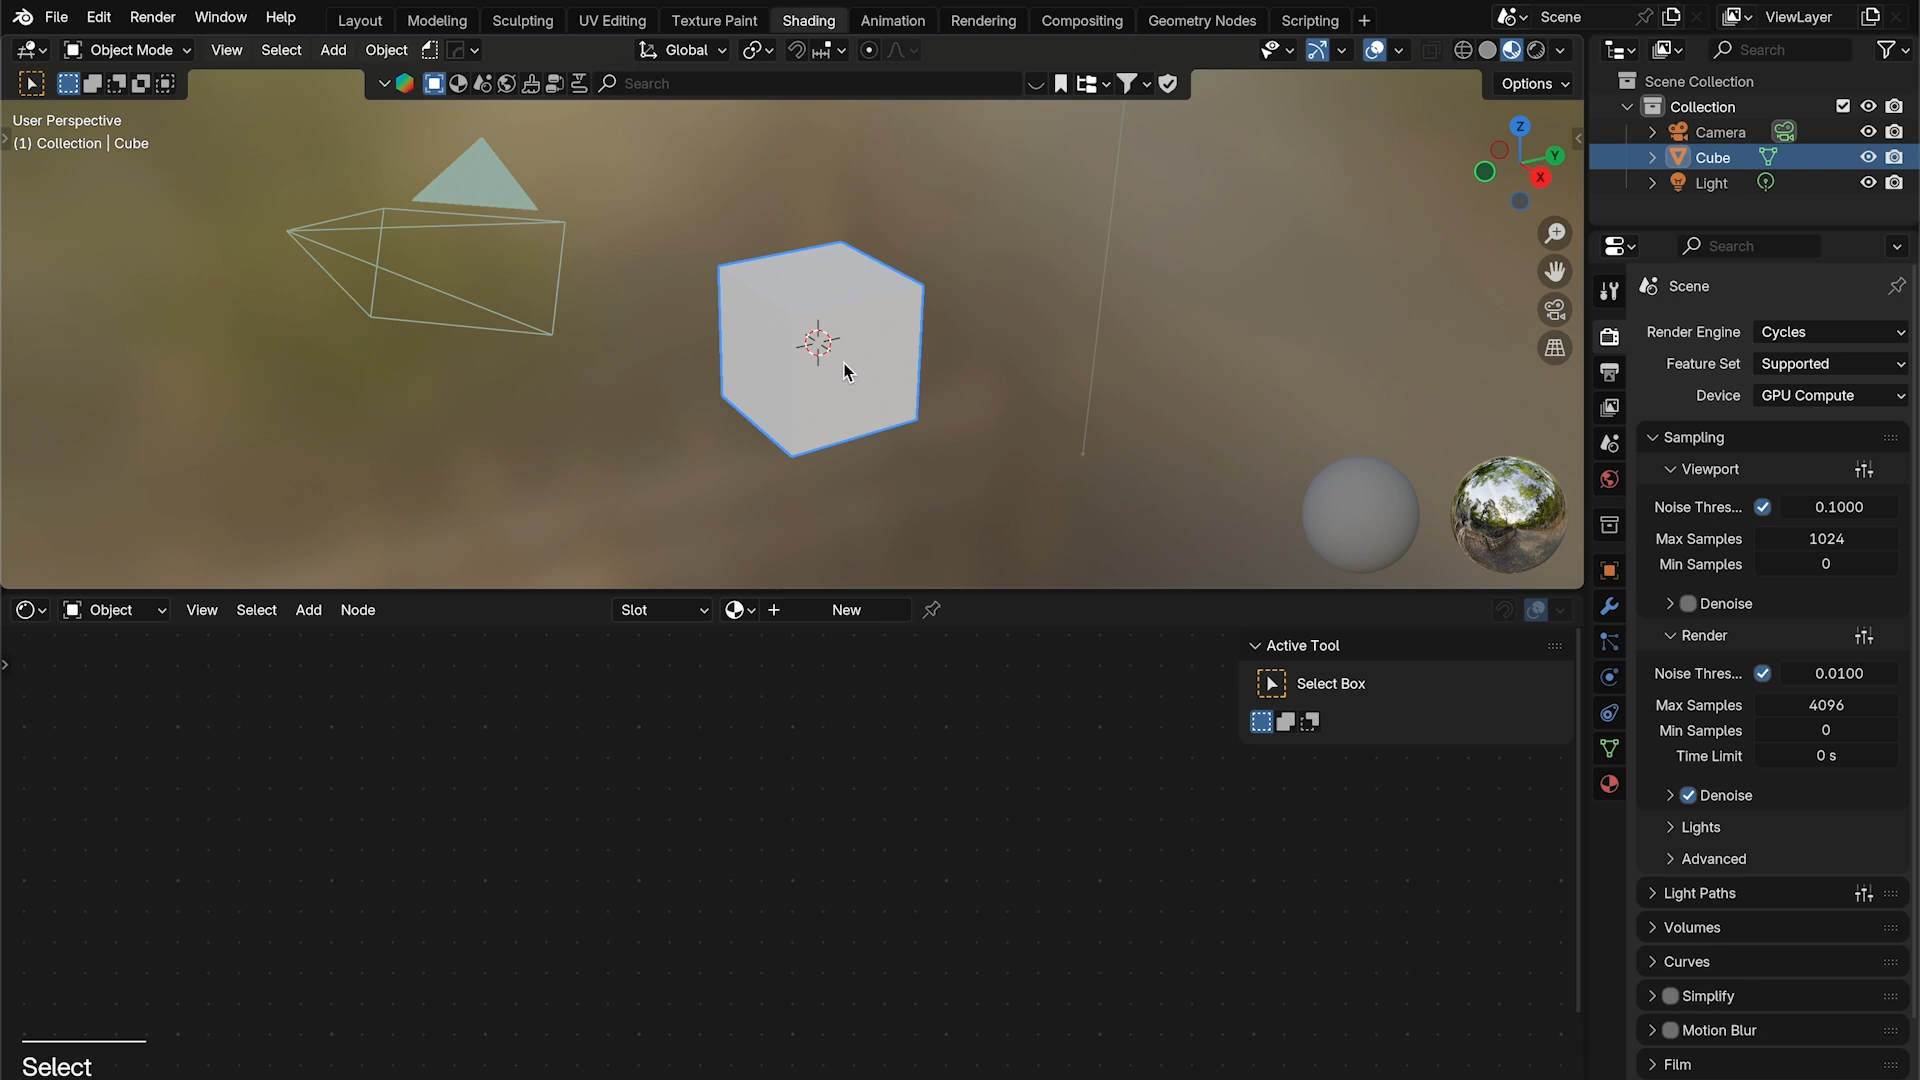 File Edit Render Window Help Layout Modeling Sculpting UV Editing Texture Paint Shading Animation Rendering Compositing Geometry Nodes Scripting + Scene ViewLayer
Object Mode View Select Add Object Global Search
Search Options
User Perspective
(1) Collection | Cube
Z
Y
X
Scene Collection
Collection
Camera
Cube
Light
Search
Scene
Render Engine Cycles
Feature Set Supported
Device GPU Compute
Sampling
Viewport
Noise Thres... 0.1000
Max Samples 1024
Min Samples 0
Denoise
Render
Noise Thres... 0.0100
Max Samples 4096
Min Samples 0
Time Limit 0 s
Denoise
Lights
Advanced
Light Paths
Volumes
Curves
Simplify
Motion Blur
Film
Object View Select Add Node Slot + New
Active Tool
Select Box
Select